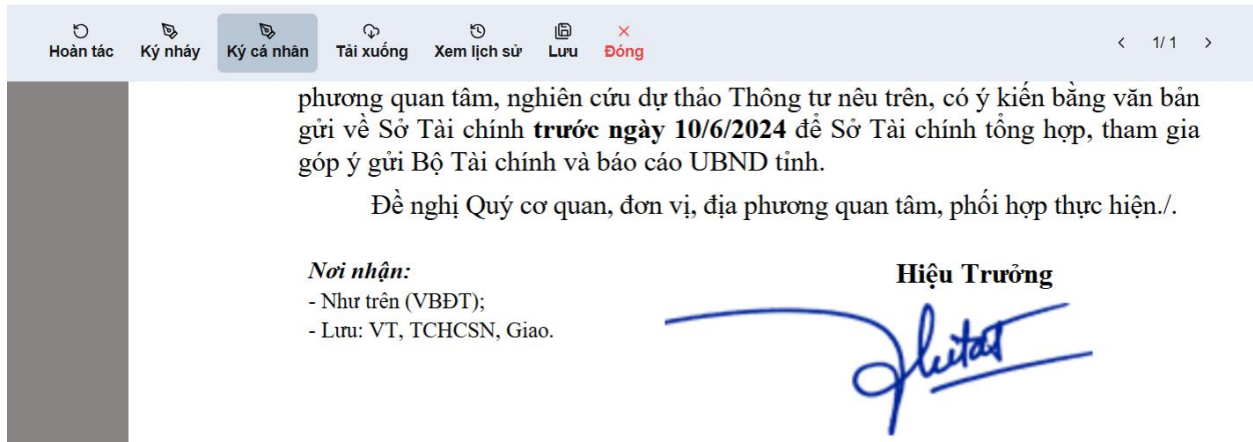 Hoàn tác Ký nháy Ký cá nhân Tải xuống Xem lịch sử Lưu Đóng 1/ 1
phương quan tâm, nghiên cứu dự thảo Thông tư nêu trên, có ý kiến bằng văn bản
gửi về Sở Tài chính trước ngày 10/6/2024 để Sở Tài chính tổng hợp, tham gia
góp ý gửi Bộ Tài chính và báo cáo UBND tỉnh.
Đề nghị Quý cơ quan, đơn vị, địa phương quan tâm, phối hợp thực hiện./.
Nơi nhận:
- Như trên (VBĐT);
- Lưu: VT, TCHCSN, Giao.
Hiệu Trưởng